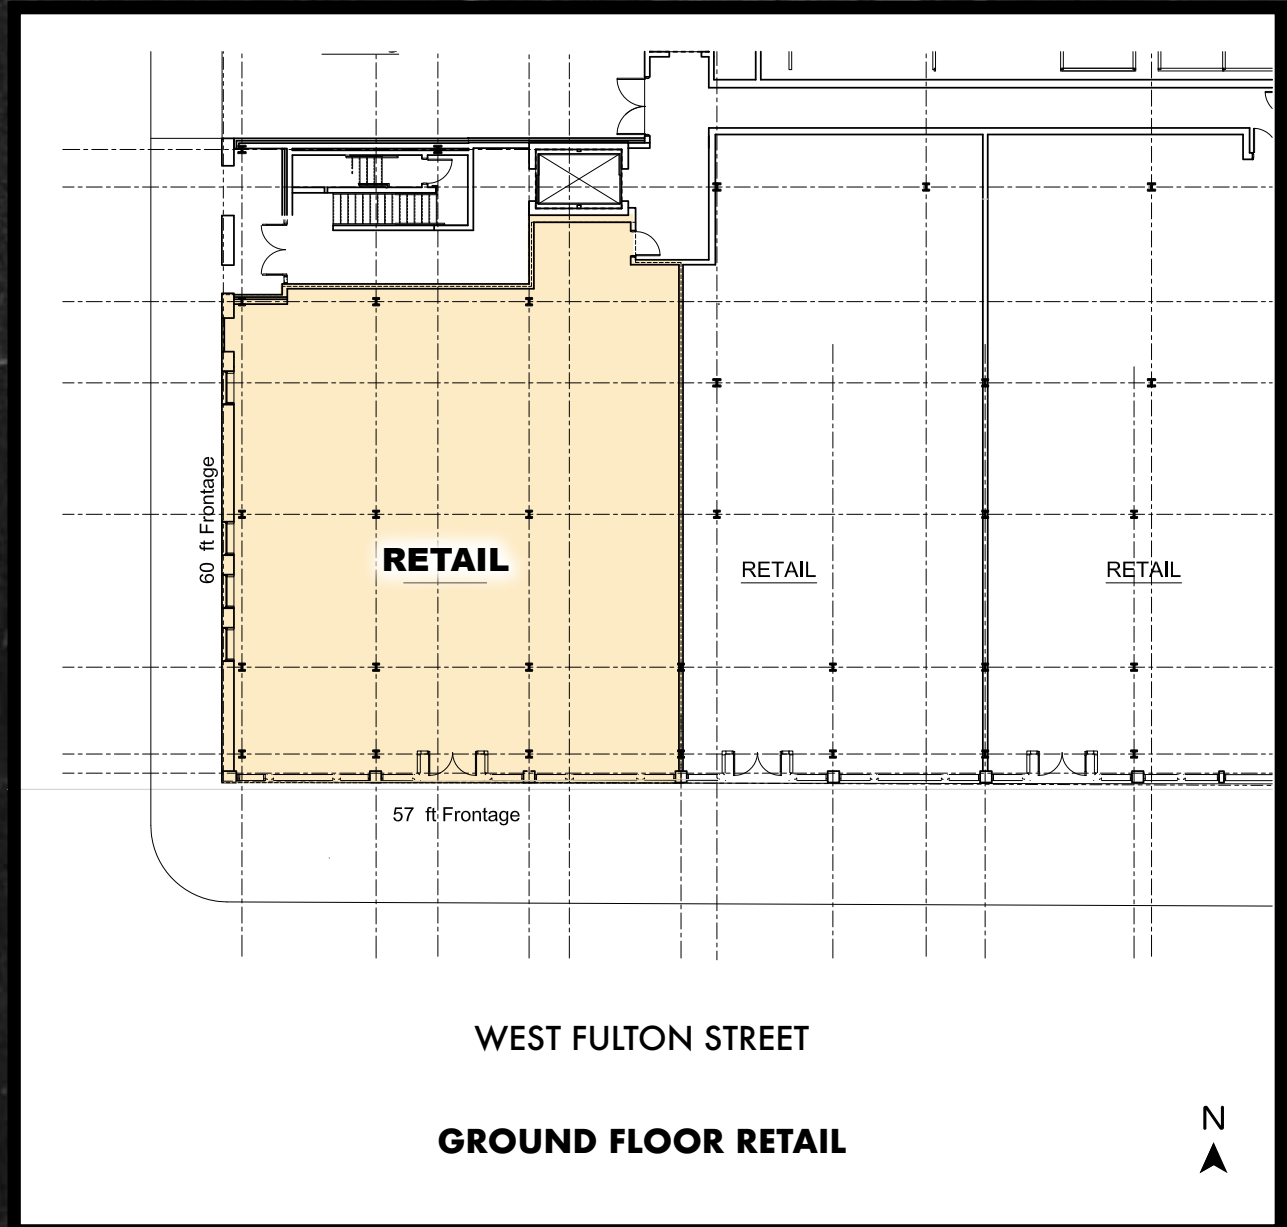 60 ft Frontage
RETAIL
RETAIL
RETAIL
57 ft Frontage
WEST FULTON STREET
GROUND FLOOR RETAIL
N